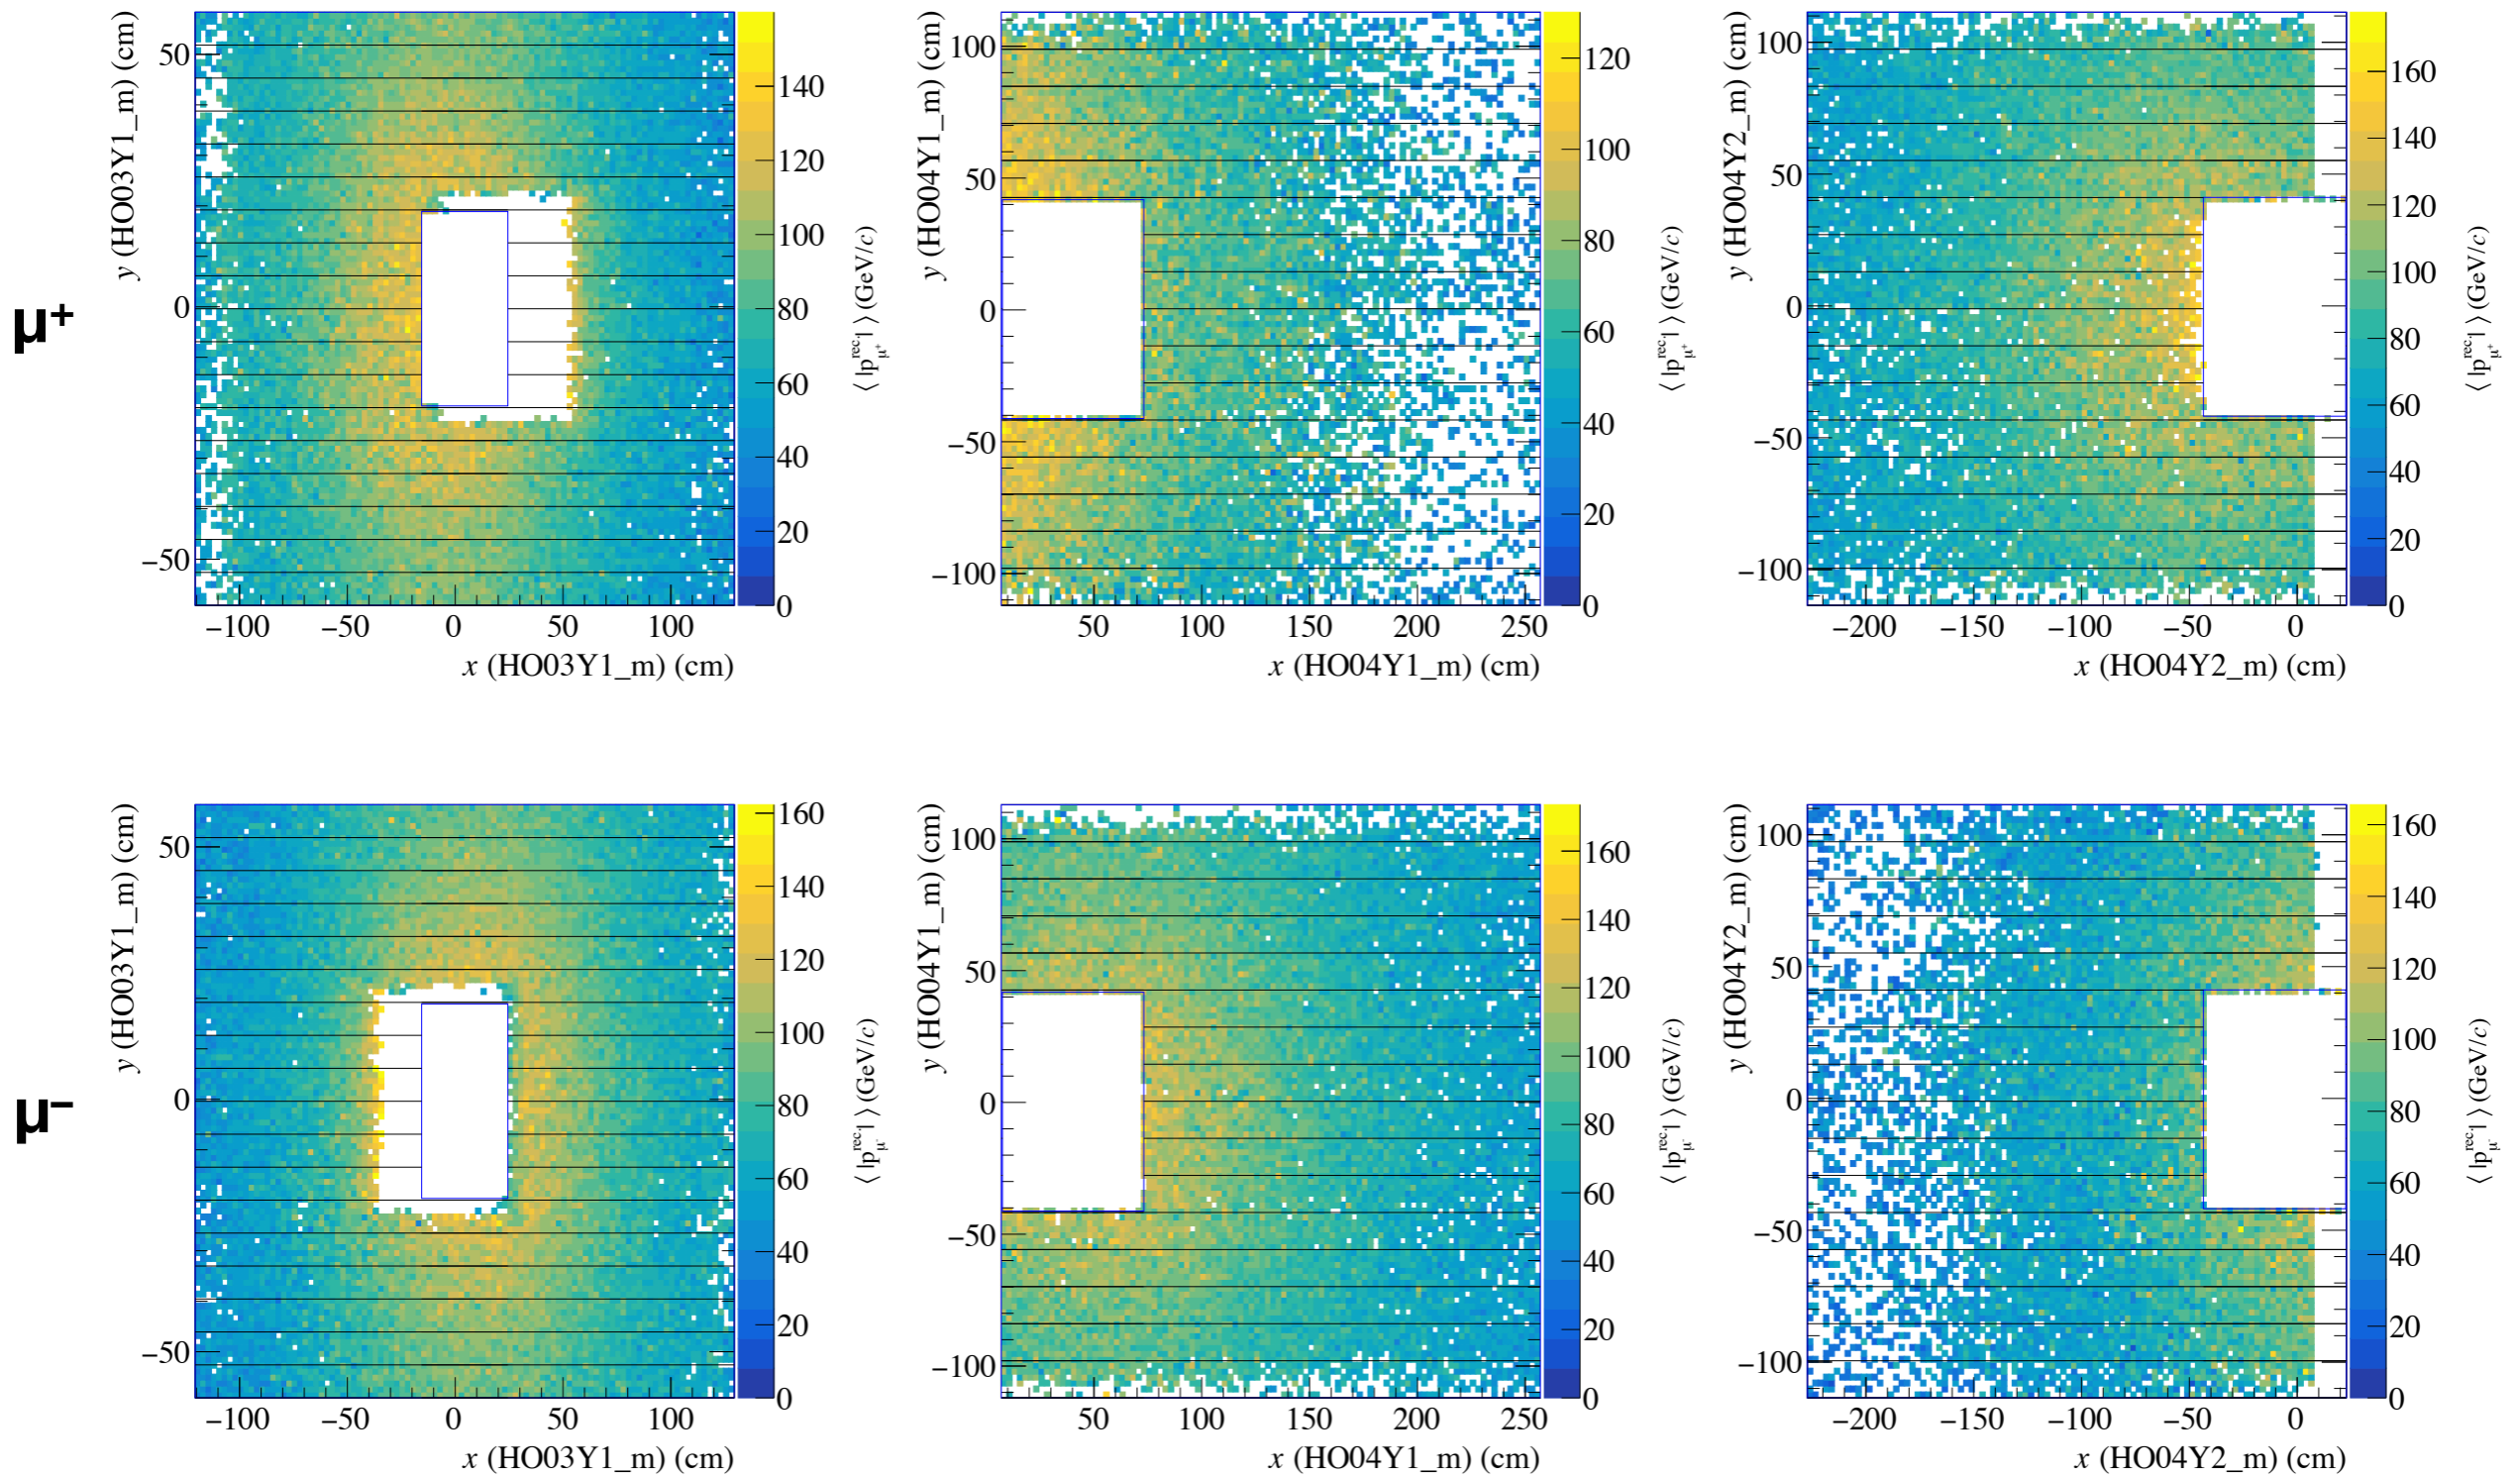 μ⁺
y (HO03Y1_m) (cm)
50
0
−50
−100 −50 0 50 100
x (HO03Y1_m) (cm)
140
120
100
80
60
40
20
0
⟨ |p^{rec.}_{μ⁺}| ⟩ (GeV/c)
y (HO04Y1_m) (cm)
100
50
0
−50
−100
50 100 150 200 250
x (HO04Y1_m) (cm)
120
100
80
60
40
20
0
⟨ |p^{rec.}_{μ⁺}| ⟩ (GeV/c)
y (HO04Y2_m) (cm)
100
50
0
−50
−100
−200 −150 −100 −50 0
x (HO04Y2_m) (cm)
160
140
120
100
80
60
40
20
0
⟨ |p^{rec.}_{μ⁺}| ⟩ (GeV/c)
μ⁻
y (HO03Y1_m) (cm)
50
0
−50
−100 −50 0 50 100
x (HO03Y1_m) (cm)
160
140
120
100
80
60
40
20
0
⟨ |p^{rec.}_{μ⁻}| ⟩ (GeV/c)
y (HO04Y1_m) (cm)
100
50
0
−50
−100
50 100 150 200 250
x (HO04Y1_m) (cm)
160
140
120
100
80
60
40
20
0
⟨ |p^{rec.}_{μ⁻}| ⟩ (GeV/c)
y (HO04Y2_m) (cm)
100
50
0
−50
−100
−200 −150 −100 −50 0
x (HO04Y2_m) (cm)
160
140
120
100
80
60
40
20
0
⟨ |p^{rec.}_{μ⁻}| ⟩ (GeV/c)